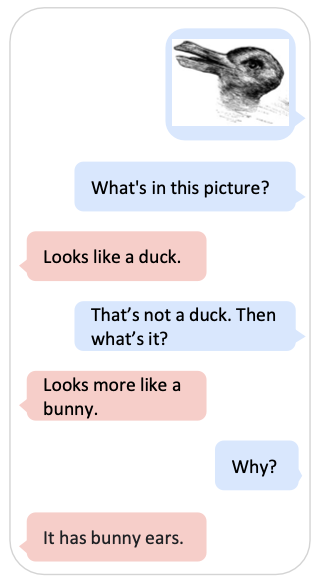 What's in this picture?
Looks like a duck.
That’s not a duck. Then
what’s it?
Looks more like a
bunny.
Why?
It has bunny ears.